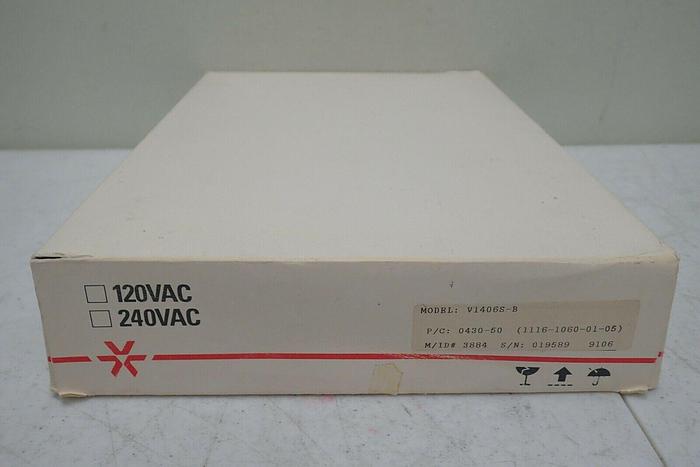 120VAC
240VAC
MODEL: V1406S-B
P/C: 0430-50 (1116-1060-01-05)
M/ID# 3884 S/N: 019589 9106